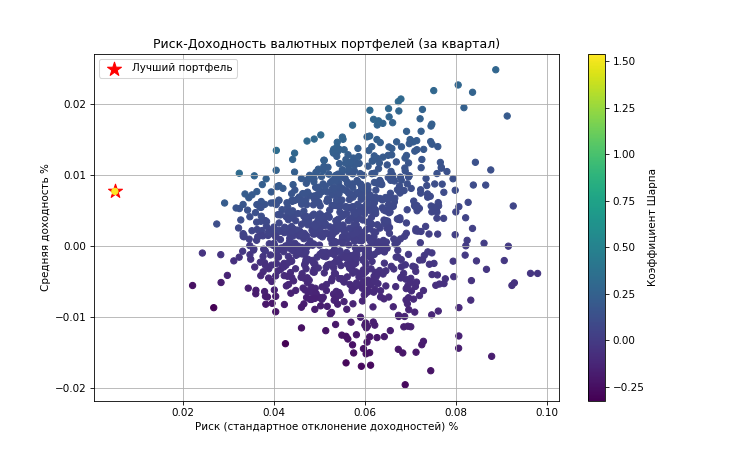 Риск-Доходность валютных портфелей (за квартал)
Лучший портфель
Средняя доходность %
0.02
0.01
0.00
−0.01
−0.02
0.02 0.04 0.06 0.08 0.10
Риск (стандартное отклонение доходностей) %
1.50
1.25
1.00
0.75
0.50
0.25
0.00
−0.25
Коэффициент Шарпа